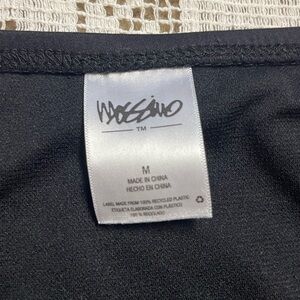 Mossimo
TM
M
MADE IN CHINA
HECHO EN CHINA
LABEL MADE FROM 100% RECYCLED PLASTIC
ETIQUETA ELABORADA CON PLÁSTICO
100 % RECICLADO